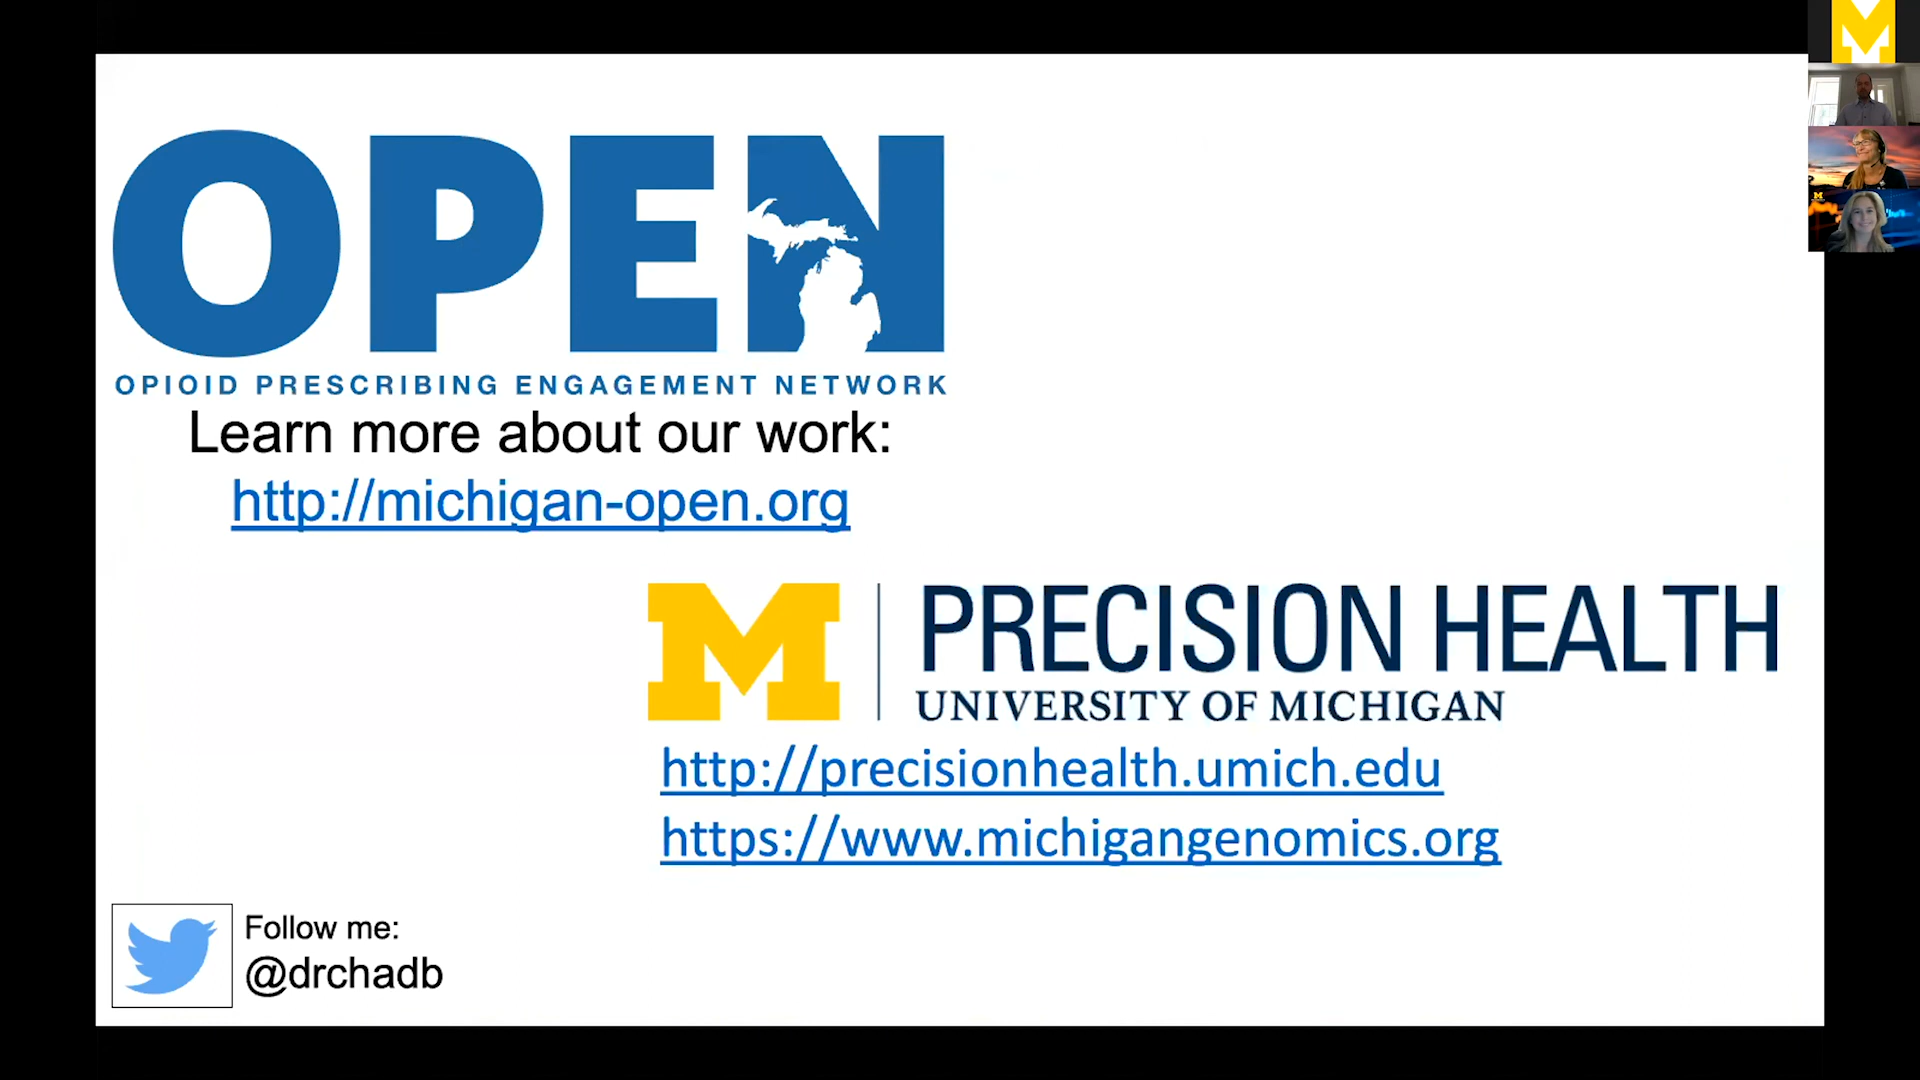 OPEN
OPIOID PRESCRIBING ENGAGEMENT NETWORK
Learn more about our work:
http://michigan-open.org
M PRECISION HEALTH
UNIVERSITY OF MICHIGAN
http://precisionhealth.umich.edu
https://www.michigangenomics.org
Follow me:
@drchadb
M
M